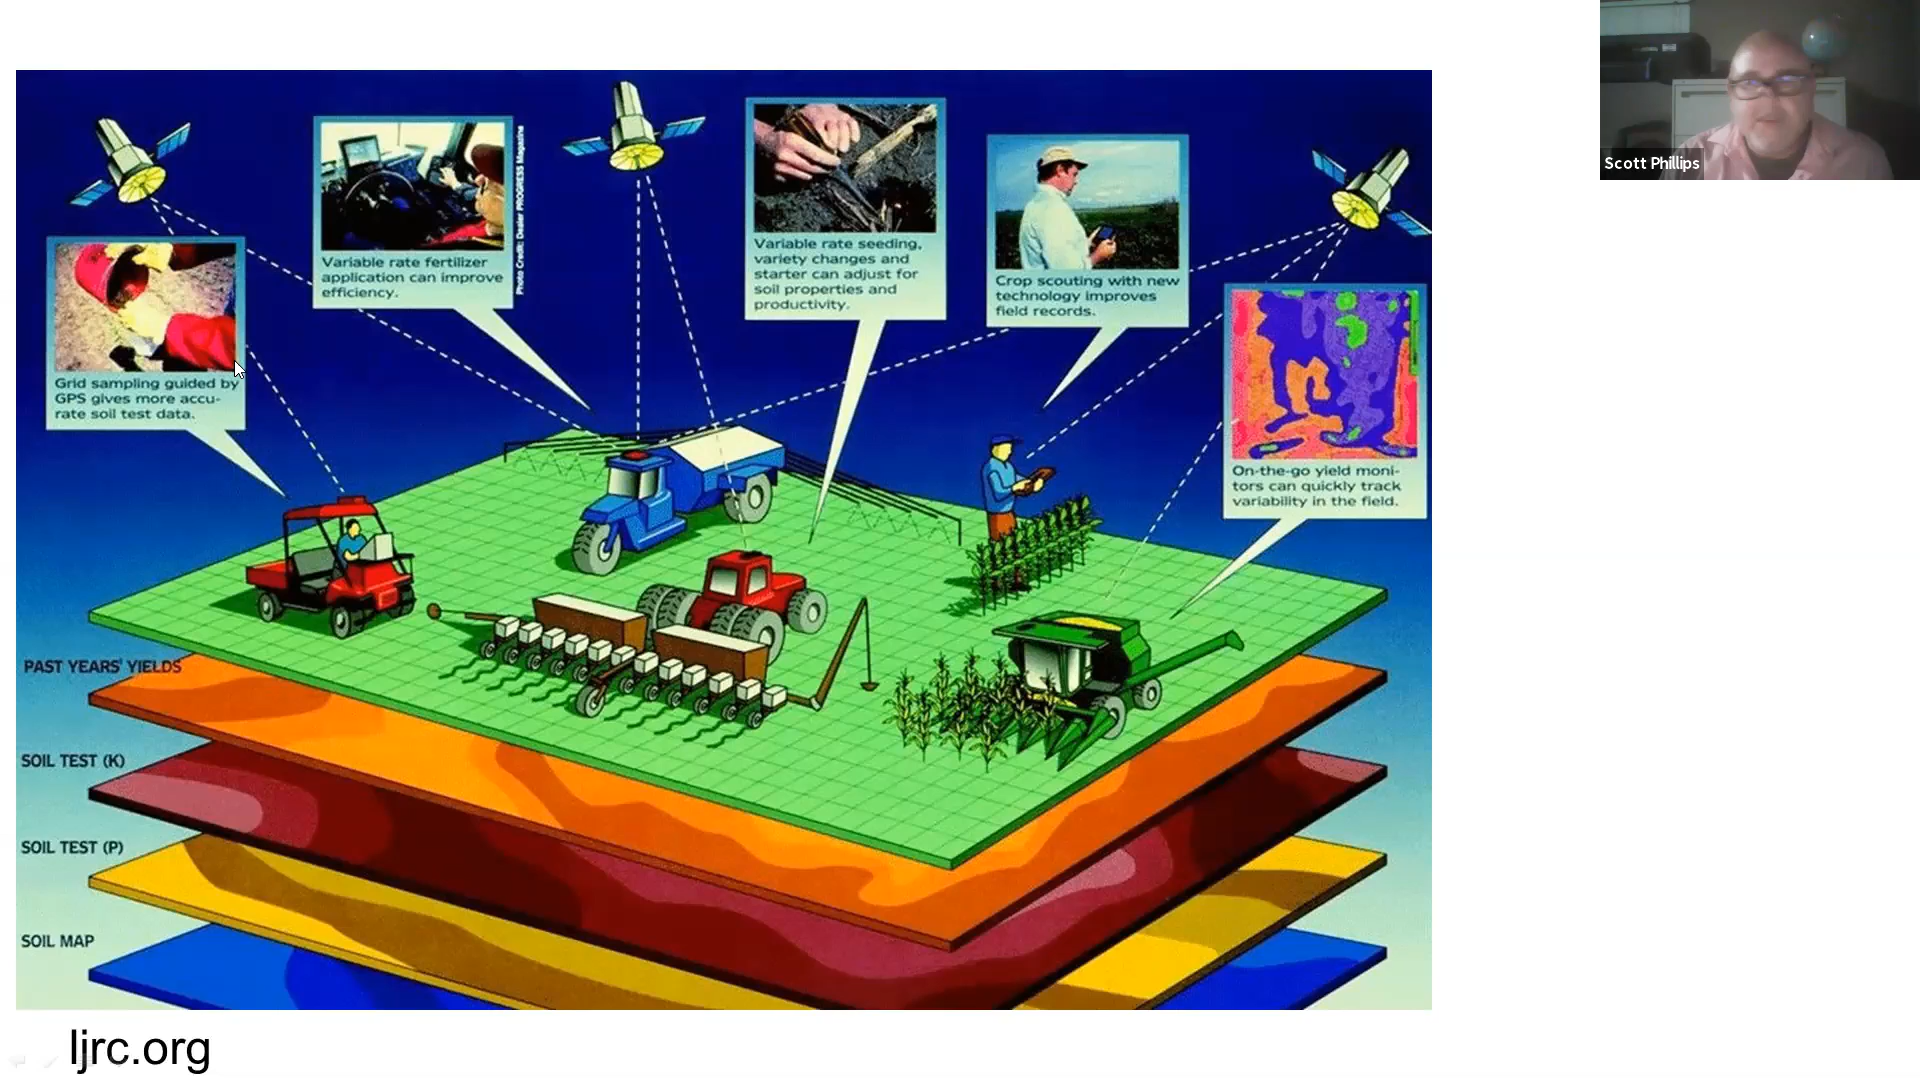 Scott Phillips
Photo Credit: Dealer PROGRESS Magazine
Grid sampling guided by
GPS gives more accu-
rate soil test data.
Variable rate fertilizer
application can improve
efficiency.
Variable rate seeding,
variety changes and
starter can adjust for
soil properties and
productivity.
Crop scouting with new
technology improves
field records.
On-the-go yield moni-
tors can quickly track
variability in the field.
PAST YEARS' YIELDS
SOIL TEST (K)
SOIL TEST (P)
SOIL MAP
ljrc.org